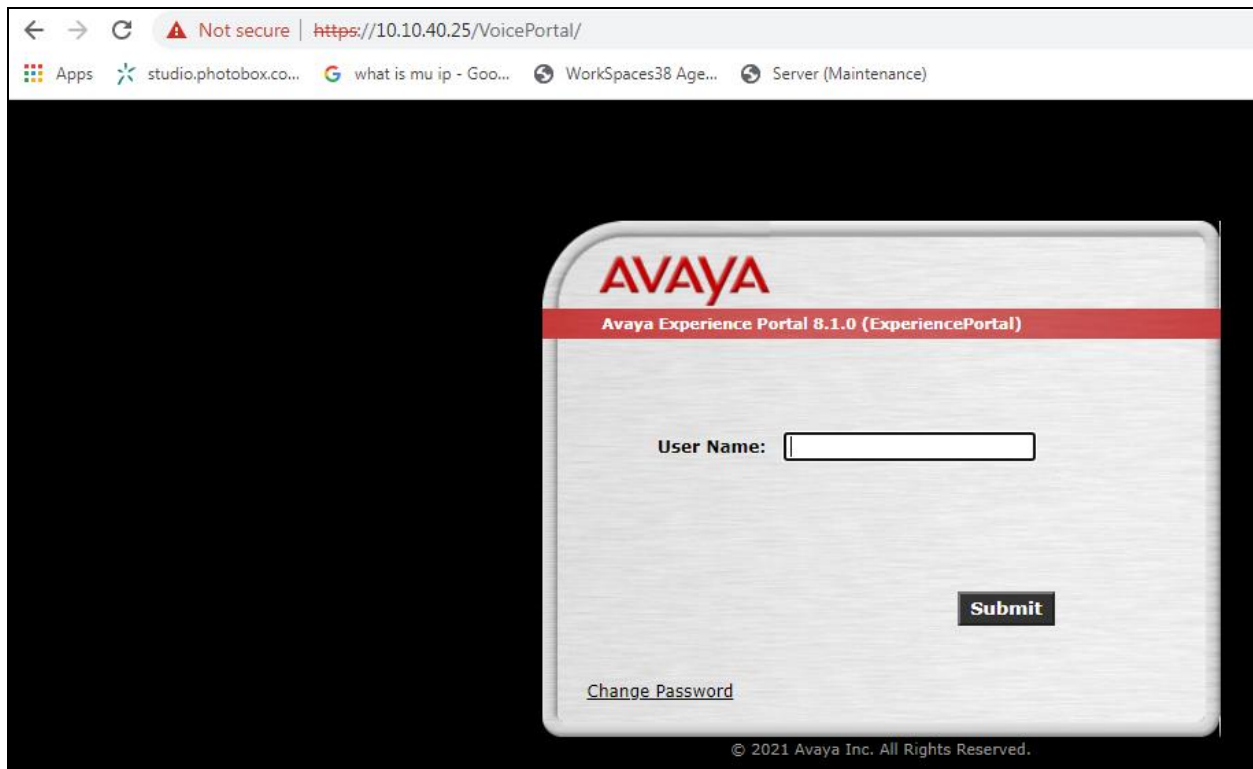 Not secure | https://10.10.40.25/VoicePortal/
Apps studio.photobox.co... what is mu ip - Goo... WorkSpaces38 Age... Server (Maintenance)
AVAYA
Avaya Experience Portal 8.1.0 (ExperiencePortal)
User Name:
Submit
Change Password
© 2021 Avaya Inc. All Rights Reserved.